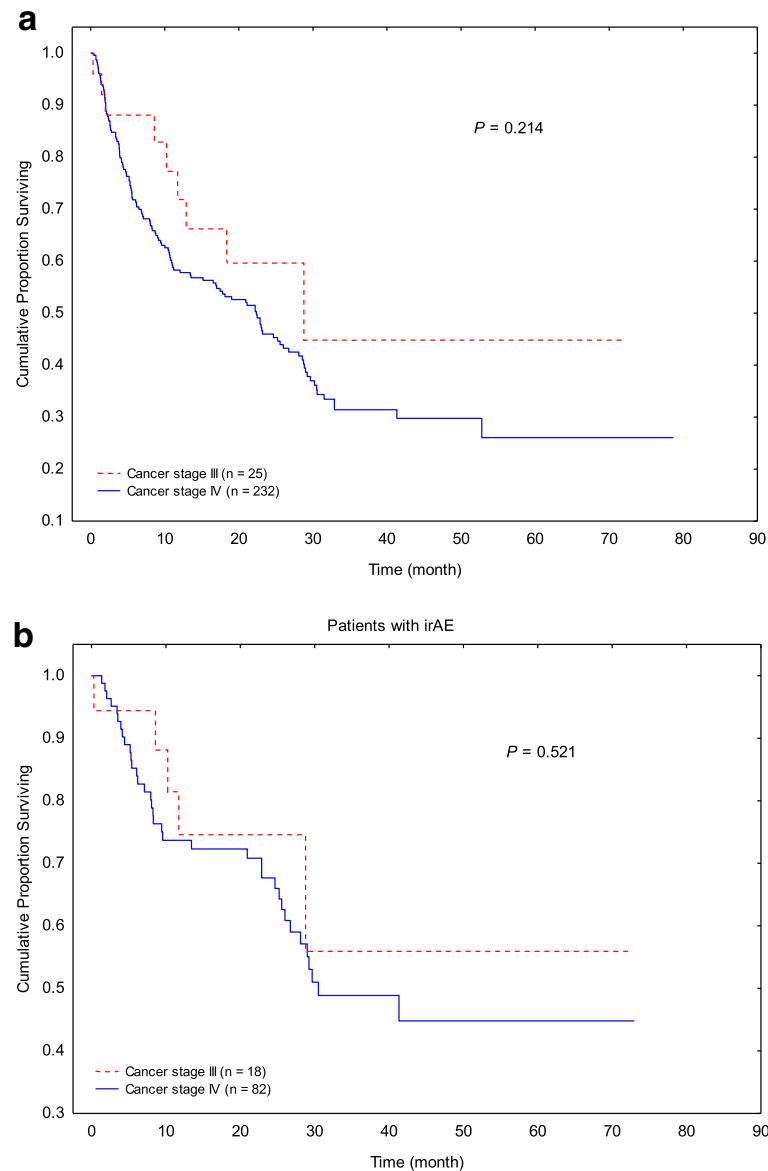 a
1.0
0.9
0.8
0.7
0.6
0.5
0.4
0.3
0.2
0.1
Cumulative Proportion Surviving
P = 0.214
Cancer stage III (n = 25)
Cancer stage IV (n = 232)
0 10 20 30 40 50 60 70 80 90
Time (month)
b
Patients with irAE
1.0
0.9
0.8
0.7
0.6
0.5
0.4
0.3
Cumulative Proportion Surviving
P = 0.521
Cancer stage III (n = 18)
Cancer stage IV (n = 82)
0 10 20 30 40 50 60 70 80 90
Time (month)